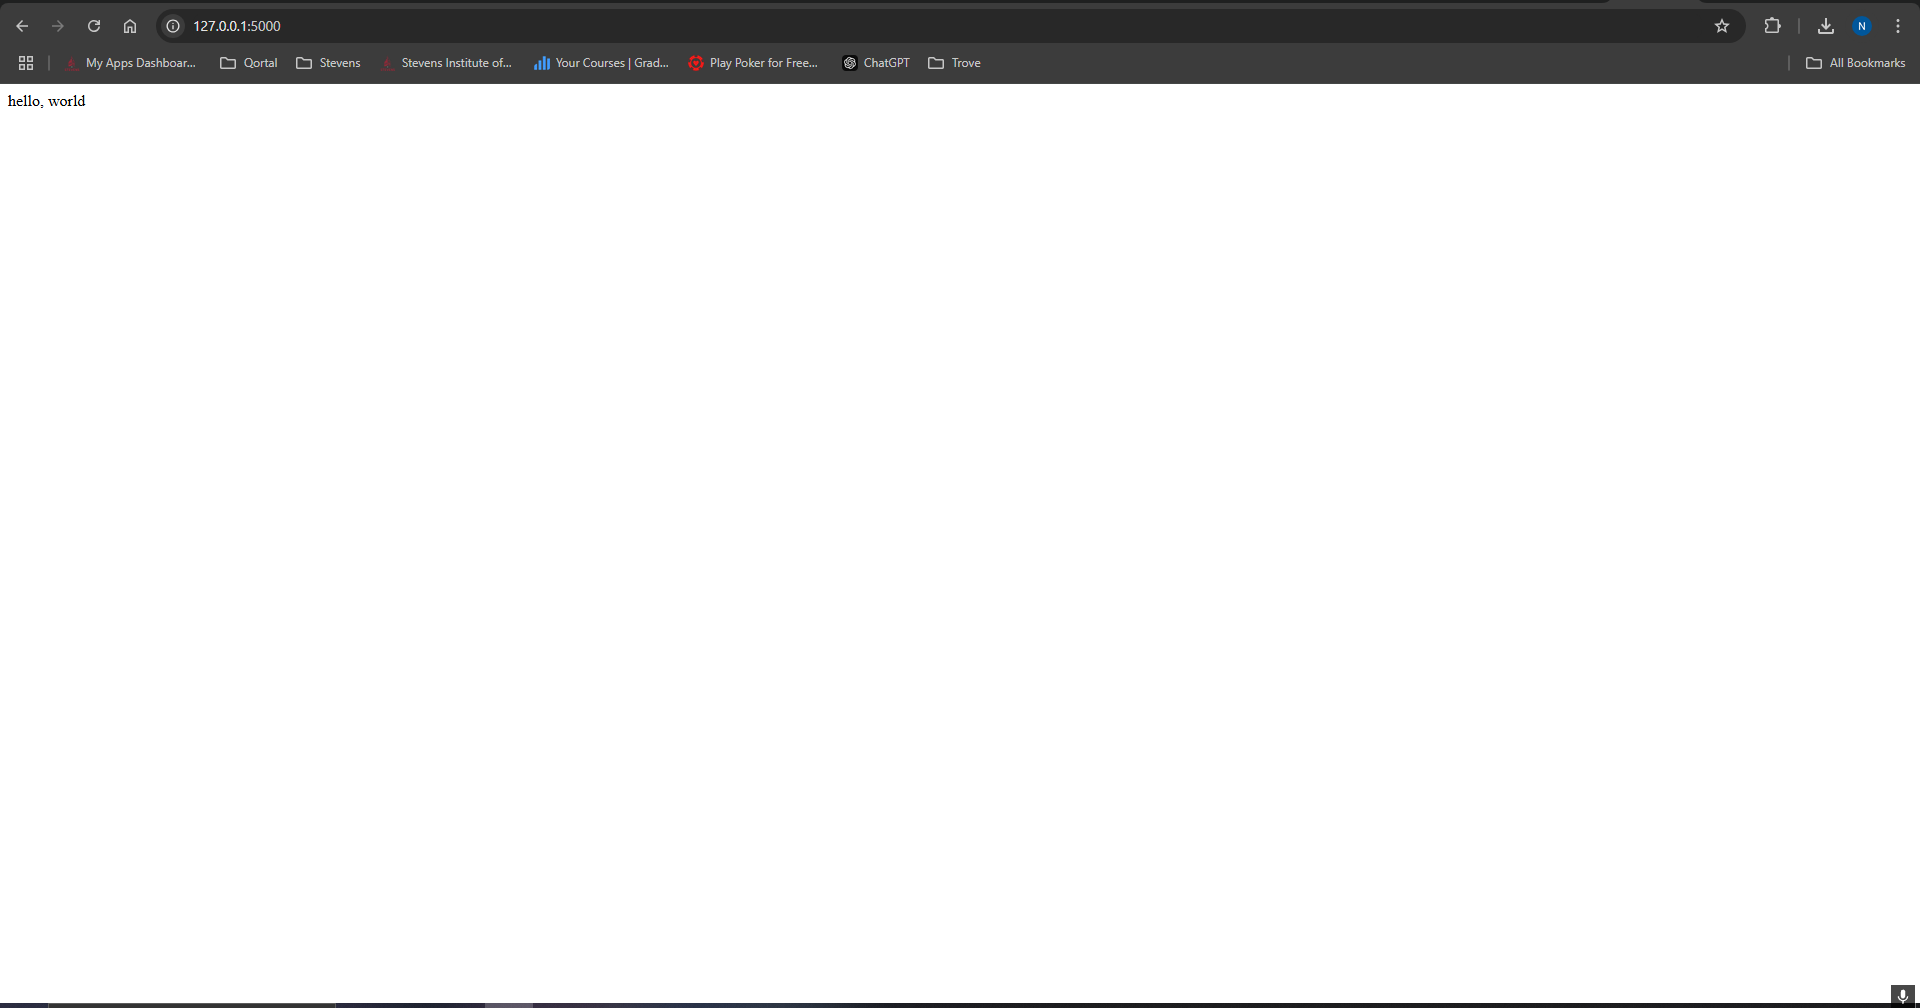 127.0.0.1:5000
N
My Apps Dashboar... Qortal Stevens Stevens Institute of... Your Courses | Grad... Play Poker for Free... ChatGPT Trove All Bookmarks
hello, world